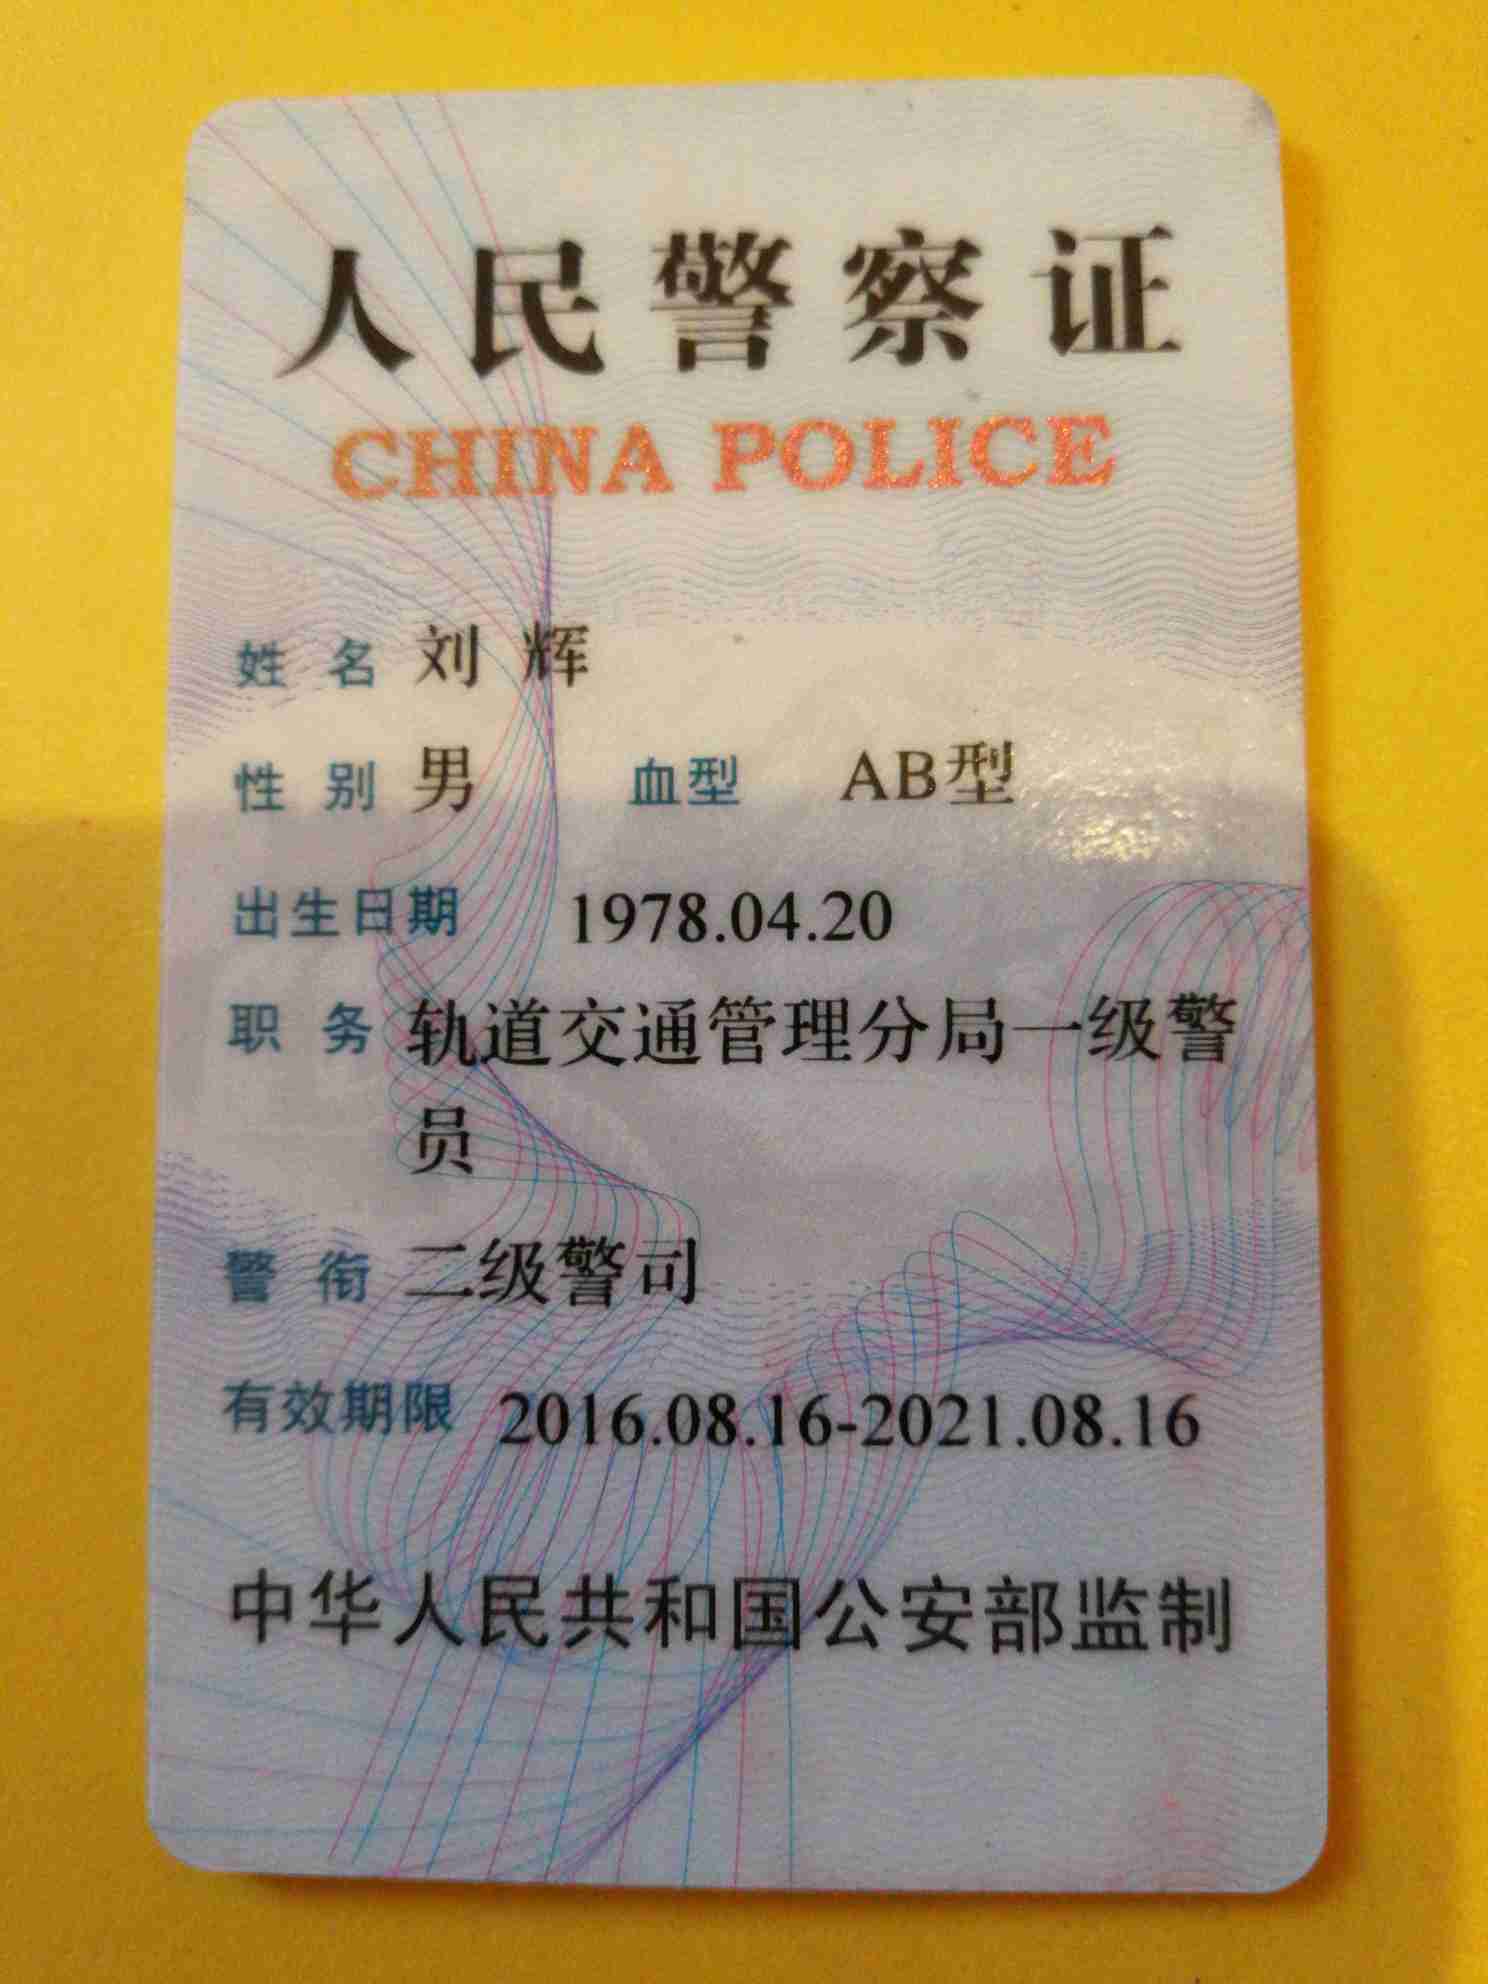 人民警察证
CHINA POLICE
姓 名 刘 辉
性 别 男 血型 AB型
出生日期 1978.04.20
职 务 轨道交通管理分局一级警
员
警 衔 二级警司
有效期限 2016.08.16-2021.08.16
中华人民共和国公安部监制